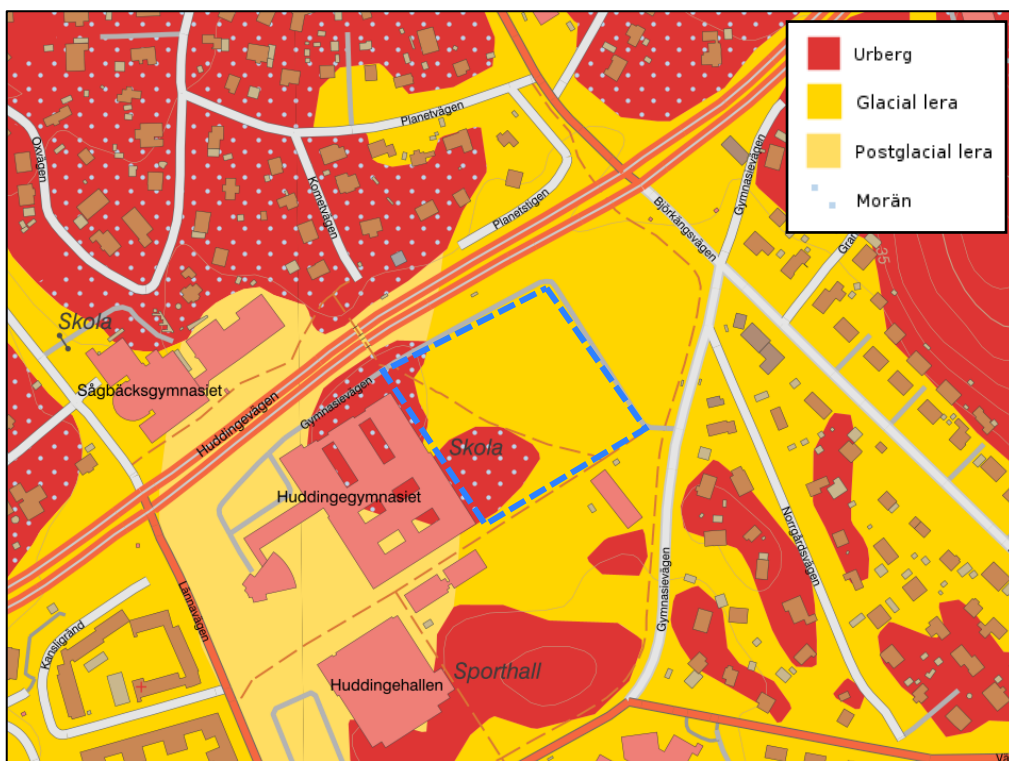 Urberg
Glacial lera
Postglacial lera
Morän
Planetvägen
Oxvägen
Kometvägen
Planetstigen
Gymnasievägen
Björkängsvägen
35
Skola
Sågbäcksgymnasiet
Huddingevägen
Gymnasievägen
Skola
Huddingegymnasiet
Norrgårdsvägen
Gymnasievägen
Lännavägen
Kansligränd
Sporthall
Huddingehallen